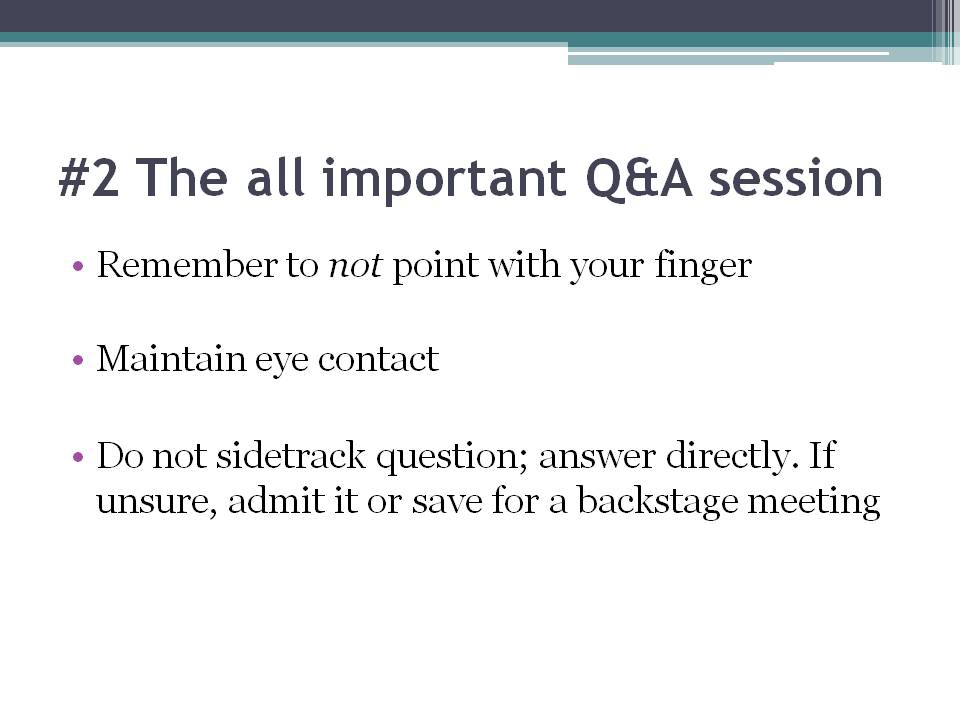 #2 The all important Q&A session
• Remember to not point with your finger
• Maintain eye contact
• Do not sidetrack question; answer directly. If
unsure, admit it or save for a backstage meeting